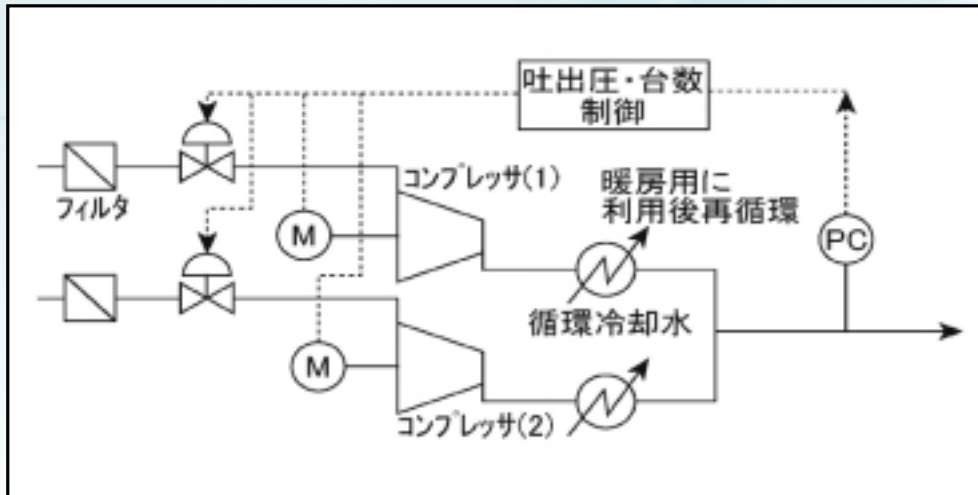 吐出圧・台数
制御
コンプレッサ(1)
暖房用に
利用後再循環
フィルタ
M
PC
循環冷却水
M
コンプレッサ(2)